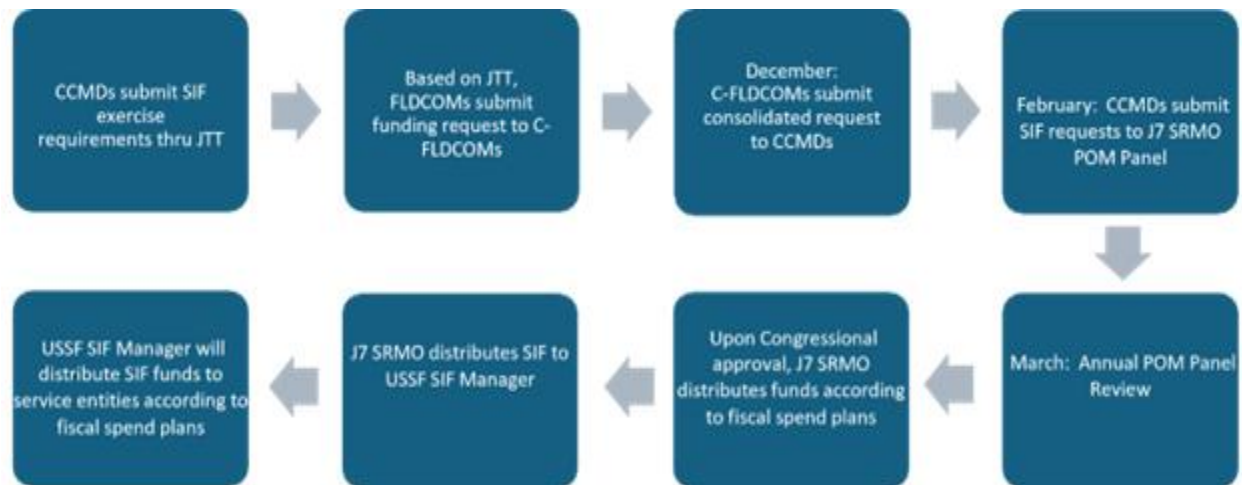 CCMDs submit SIF
exercise
requirements thru JTT
Based on JTT,
FLDCOMs submit
funding request to C-
FLDCOMs
December:
C-FLDCOMs submit
consolidated request
to CCMDs
February:  CCMDs submit
SIF requests to J7 SRMO
POM Panel
March:  Annual POM Panel
Review
Upon Congressional
approval, J7 SRMO
distributes funds according
to fiscal spend plans
J7 SRMO distributes SIF to
USSF SIF Manager
USSF SIF Manager will
distribute SIF funds to
service entities according to
fiscal spend plans